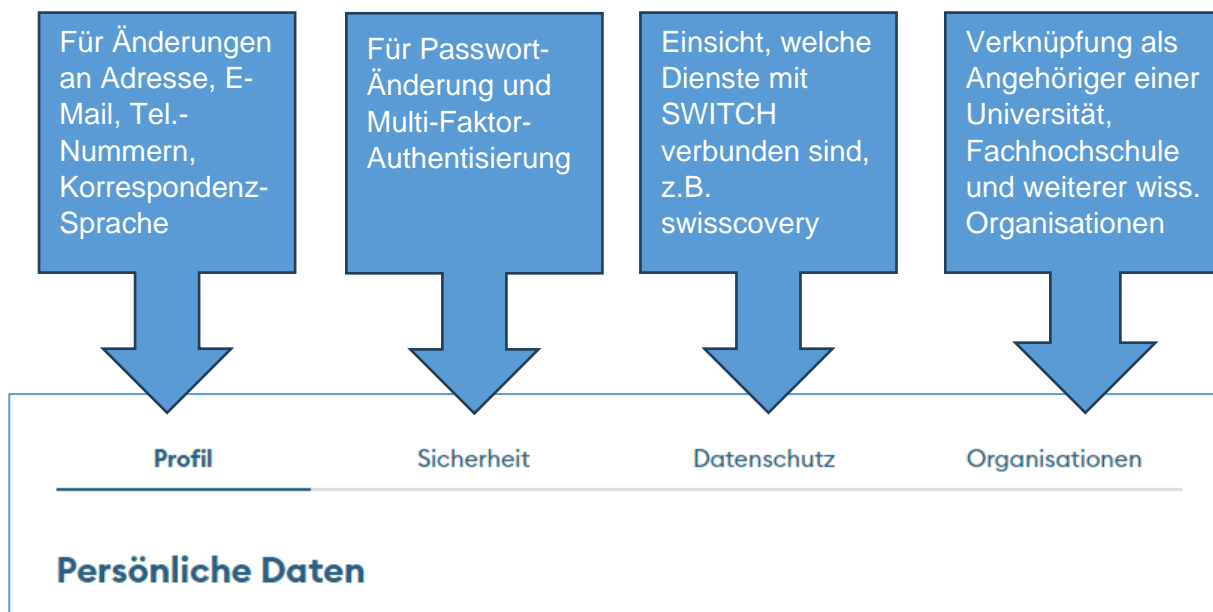 Für Änderungen
an Adresse, E-
Mail, Tel.-
Nummern,
Korrespondenz-
Sprache
Für Passwort-
Änderung und
Multi-Faktor-
Authentisierung
Einsicht, welche
Dienste mit
SWITCH
verbunden sind,
z.B.
swisscovery
Verknüpfung als
Angehöriger einer
Universität,
Fachhochschule
und weiterer wiss.
Organisationen
Profil
Sicherheit
Datenschutz
Organisationen
Persönliche Daten